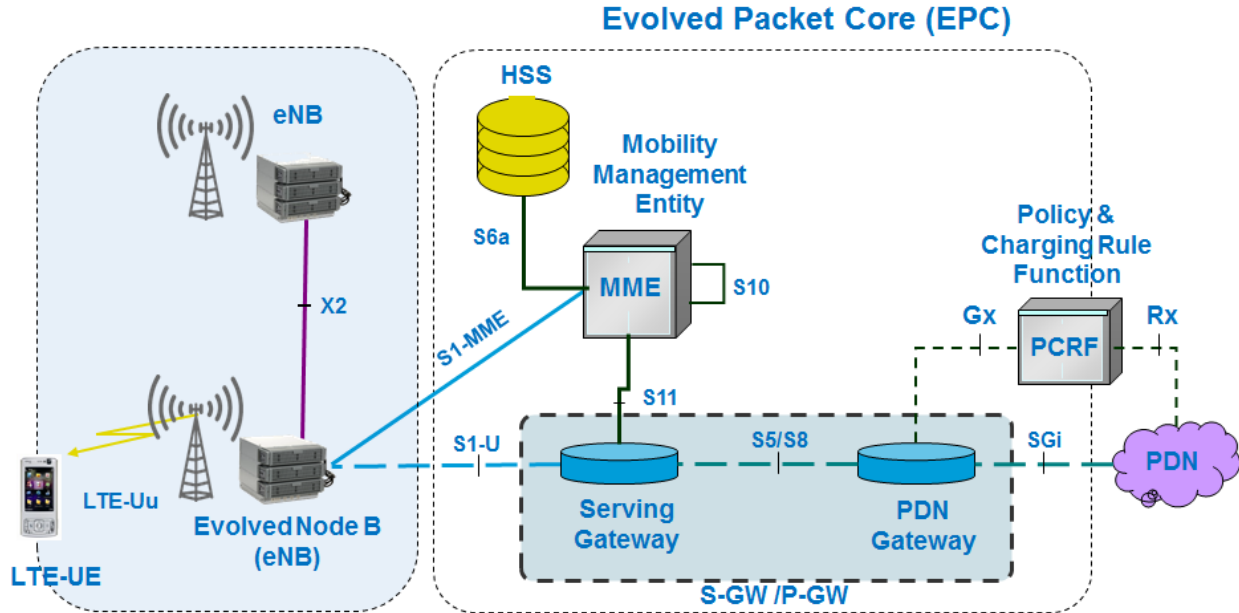 Evolved Packet Core (EPC)
HSS
eNB
Mobility
Management
Entity
S6a
MME
S10
Policy &
Charging Rule
Function
Gx
PCRF
Rx
X2
S1-MME
S11
S1-U
S5/S8
SGi
PDN
LTE-Uu
Evolved Node B
(eNB)
LTE-UE
Serving
Gateway
PDN
Gateway
S-GW /P-GW